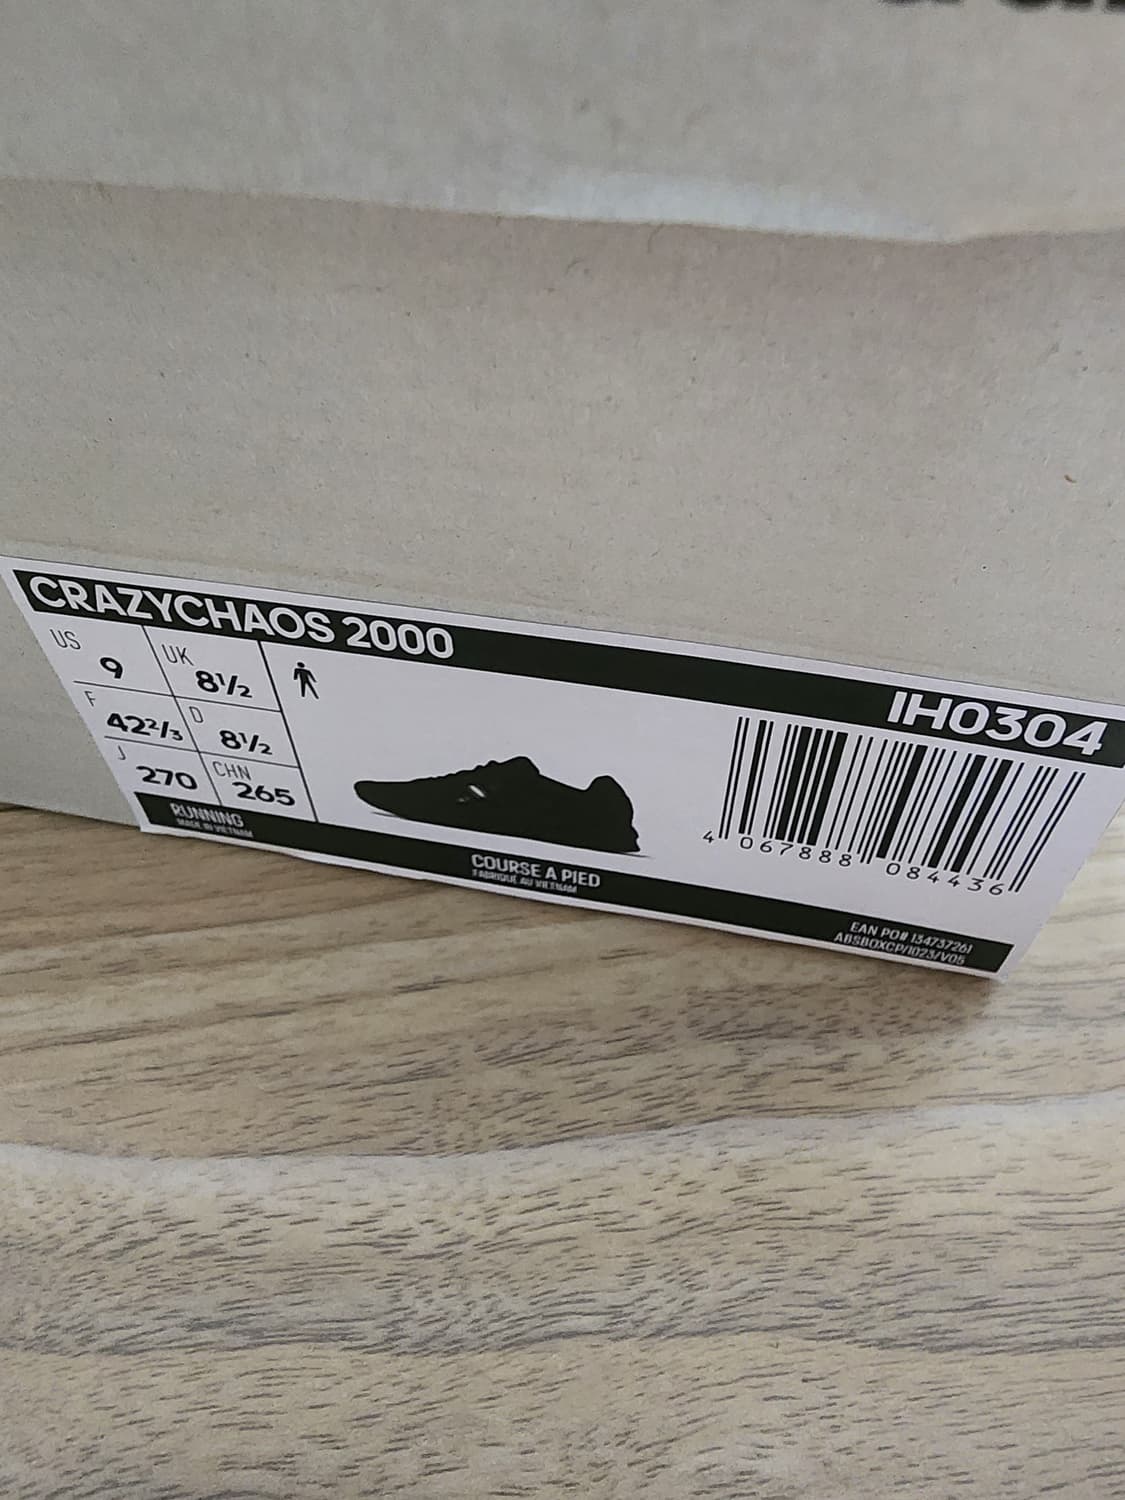 CRAZYCHAOS 2000
IH0304
US 9
UK 8½
F 42⅔
D 8½
J 270
CHN 265
RUNNING
MADE IN VIETNAM
COURSE A PIED
FABRIQUE AU VIETNAM
4 067888 084436
EAN PO# 134737261
ABSBOXCP/1023/V05